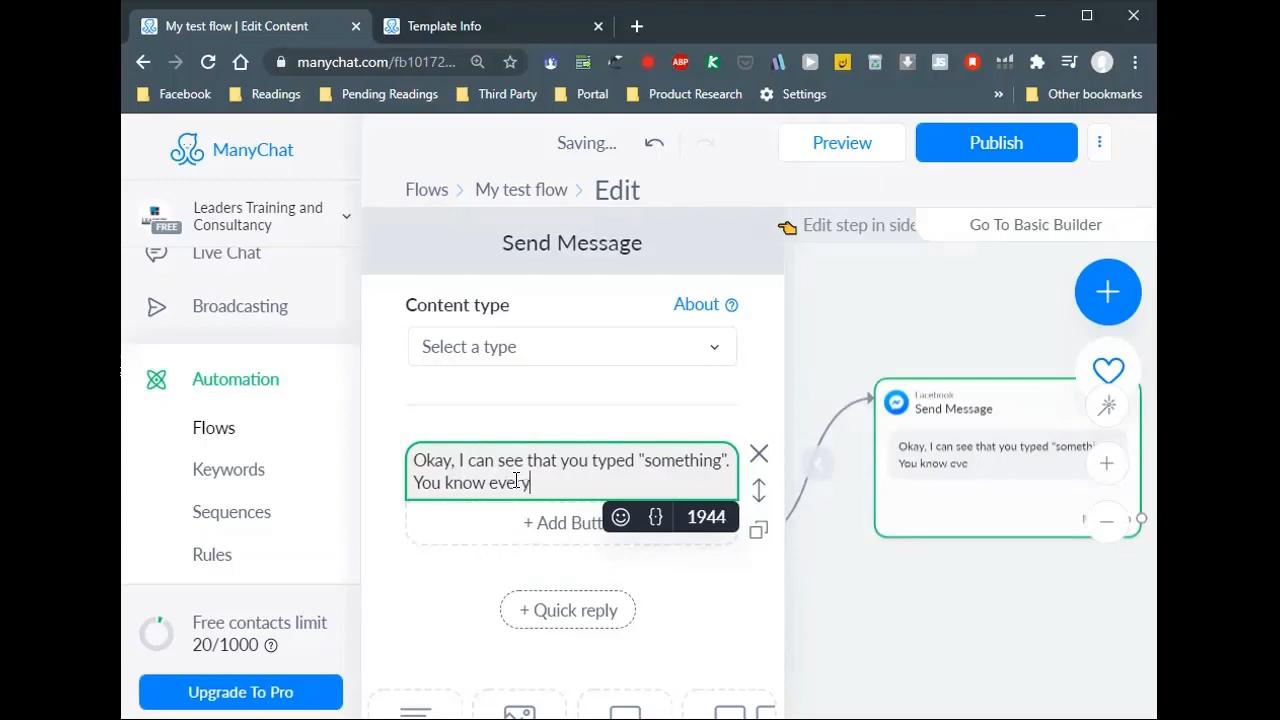 My test flow | Edit Content
Template Info
manychat.com/fb10172...
ABP
JS
Facebook
Readings
Pending Readings
Third Party
Portal
Product Research
Settings
»
Other bookmarks
ManyChat
Saving...
Preview
Publish
Flows > My test flow > Edit
Leaders Training and
Consultancy
FREE
Send Message
Edit step in side
Go To Basic Builder
Live Chat
Broadcasting
Content type
About
Select a type
Automation
Flows
Keywords
Sequences
Rules
Okay, I can see that you typed "something".
You know every
+ Add Butt
1944
+ Quick reply
Facebook
Send Message
Okay, I can see that you typed "someth
You know eve
Free contacts limit
20/1000
Upgrade To Pro